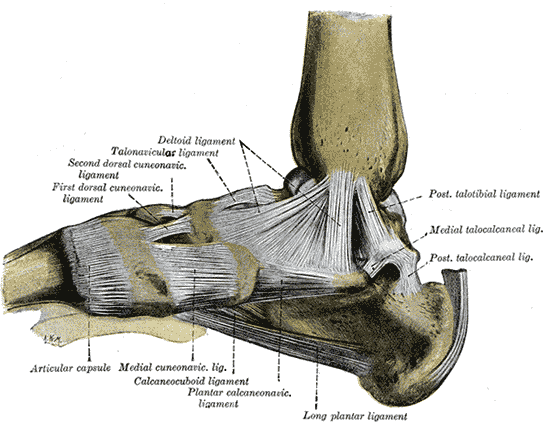 Deltoid ligament
Talonavicular ligament
Second dorsal cuneonavic.
ligament
First dorsal cuneonavic.
ligament
Post. talotibial ligament
Medial talocalcaneal lig.
Post. talocalcaneal lig.
Articular capsule
Medial cuneonavic. lig.
Calcaneocuboid ligament
Plantar calcaneonavic.
ligament
Long plantar ligament